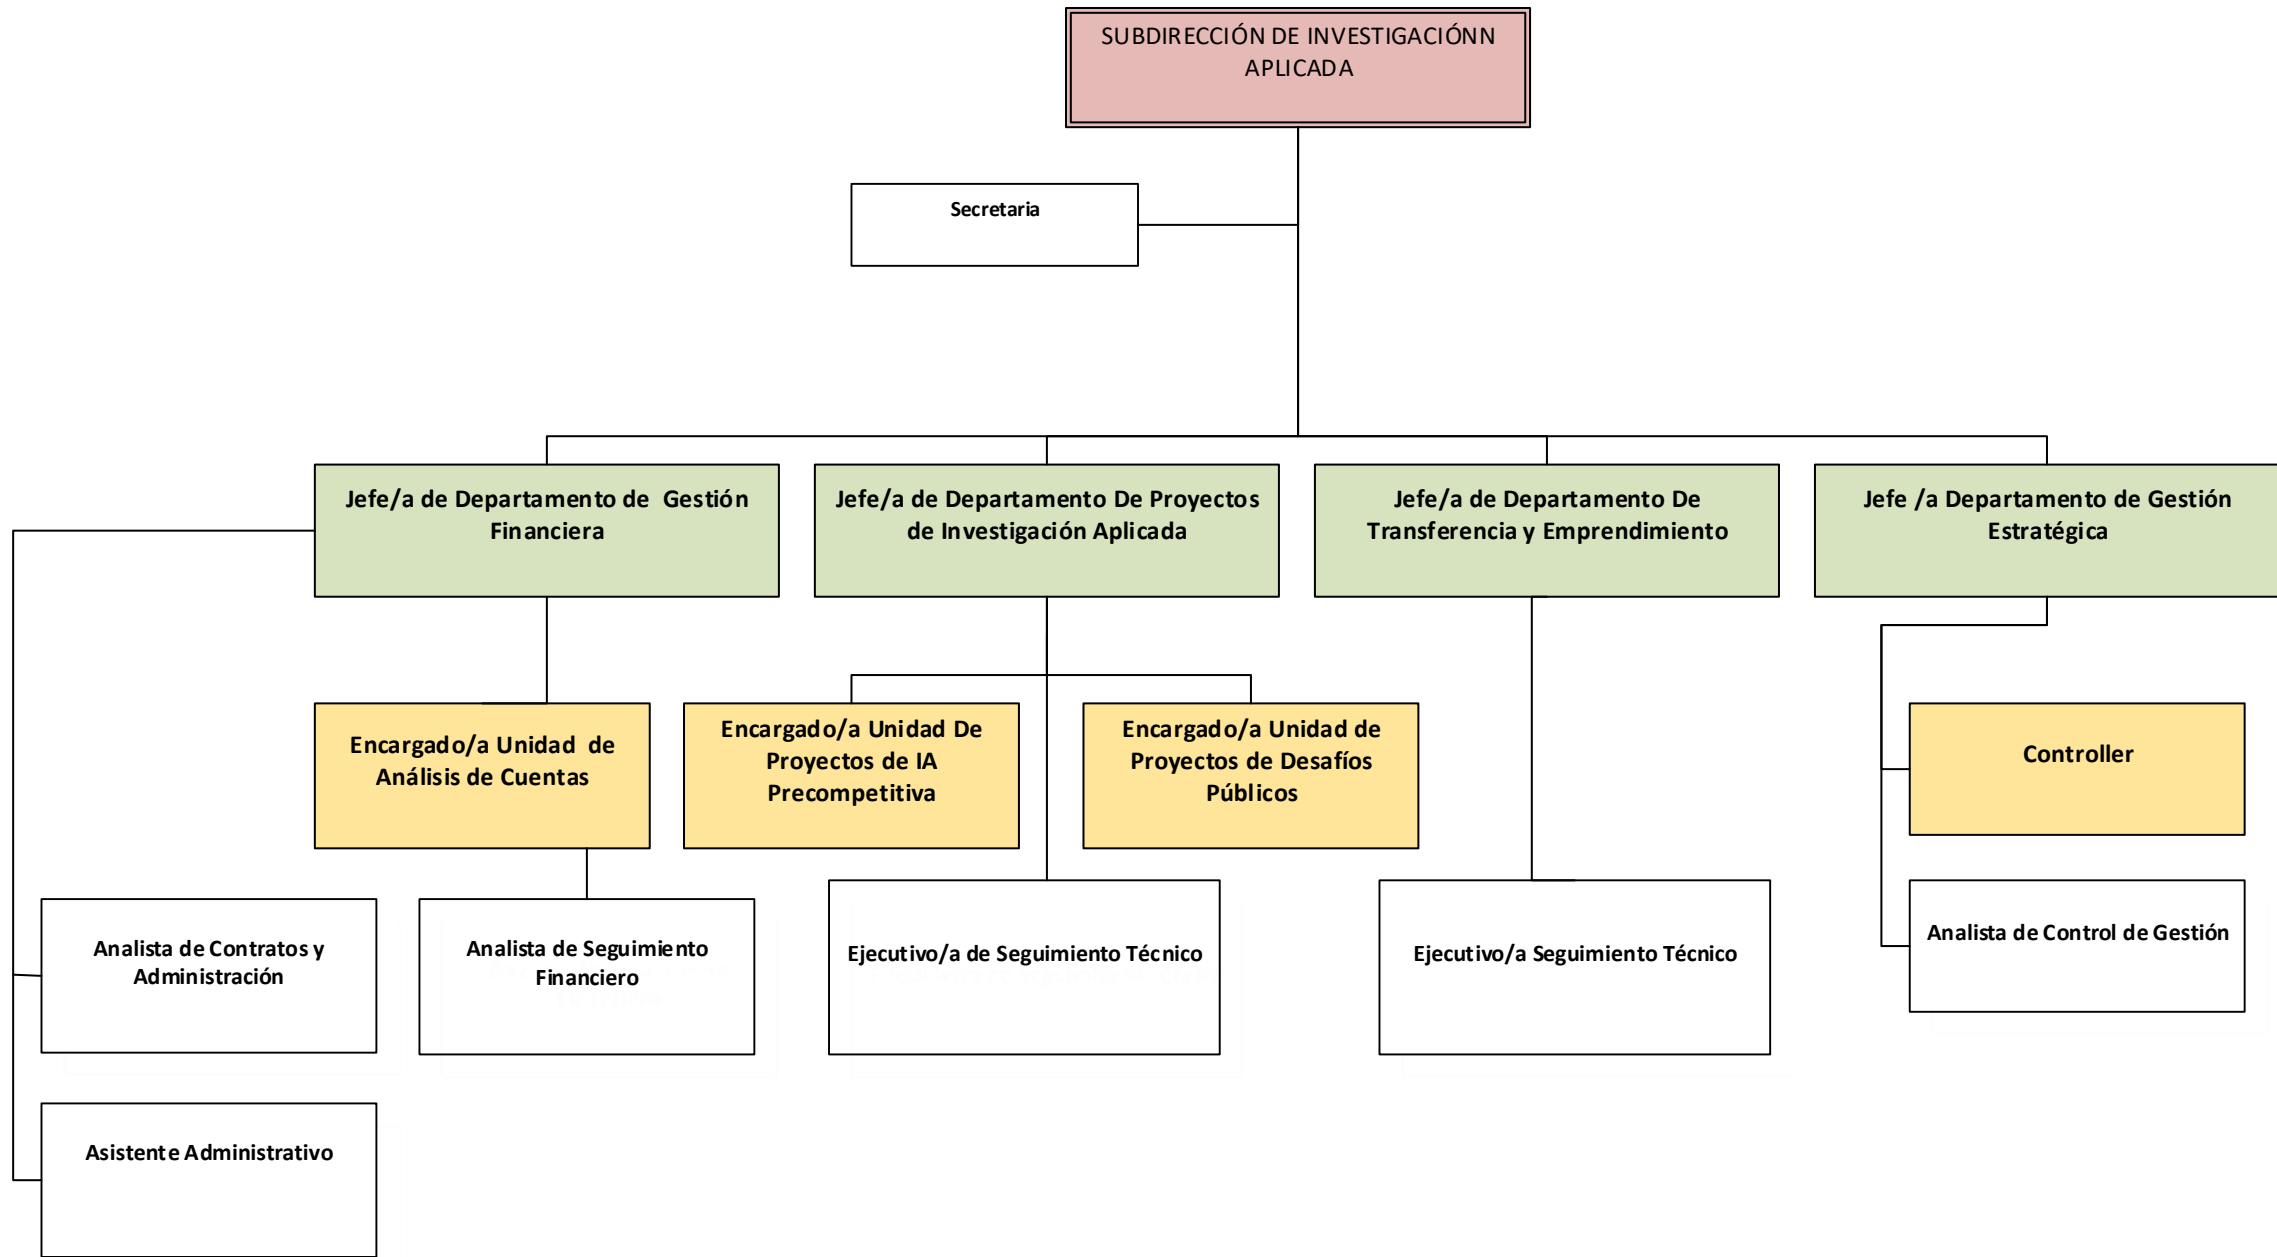 SUBDIRECCIÓN DE INVESTIGACIÓNN
APLICADA
Secretaria
Jefe/a de Departamento de Gestión
Financiera
Jefe/a de Departamento De Proyectos
de Investigación Aplicada
Jefe/a de Departamento De
Transferencia y Emprendimiento
Jefe /a Departamento de Gestión
Estratégica
Encargado/a Unidad de
Análisis de Cuentas
Encargado/a Unidad De
Proyectos de IA
Precompetitiva
Encargado/a Unidad de
Proyectos de Desafíos
Públicos
Controller
Analista de Contratos y
Administración
Analista de Seguimiento
Financiero
Ejecutivo/a de Seguimiento Técnico
Ejecutivo/a Seguimiento Técnico
Analista de Control de Gestión
Asistente Administrativo